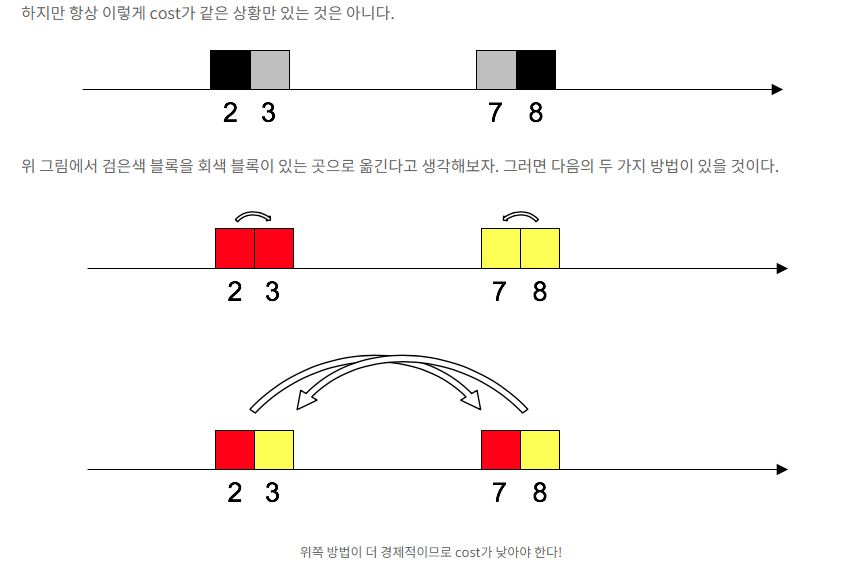 하지만 항상 이렇게 cost가 같은 상황만 있는 것은 아니다.
2 3 7 8
위 그림에서 검은색 블록을 회색 블록이 있는 곳으로 옮긴다고 생각해보자. 그러면 다음의 두 가지 방법이 있을 것이다.
2 3 7 8
2 3 7 8
위쪽 방법이 더 경제적이므로 cost가 낮아야 한다!